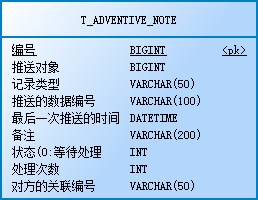 T_ADVENTIVE_NOTE
编号 BIGINT <pk>
推送对象 BIGINT
记录类型 VARCHAR(50)
推送的数据编号 VARCHAR(100)
最后一次推送的时间 DATETIME
备注 VARCHAR(200)
状态(0:等待处理 INT
处理次数 INT
对方的关联编号 VARCHAR(50)